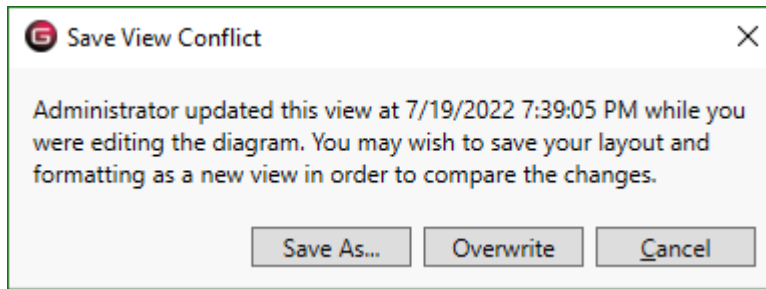 Save View Conflict
Administrator updated this view at 7/19/2022 7:39:05 PM while you
were editing the diagram. You may wish to save your layout and
formatting as a new view in order to compare the changes.
Save As... Overwrite Cancel